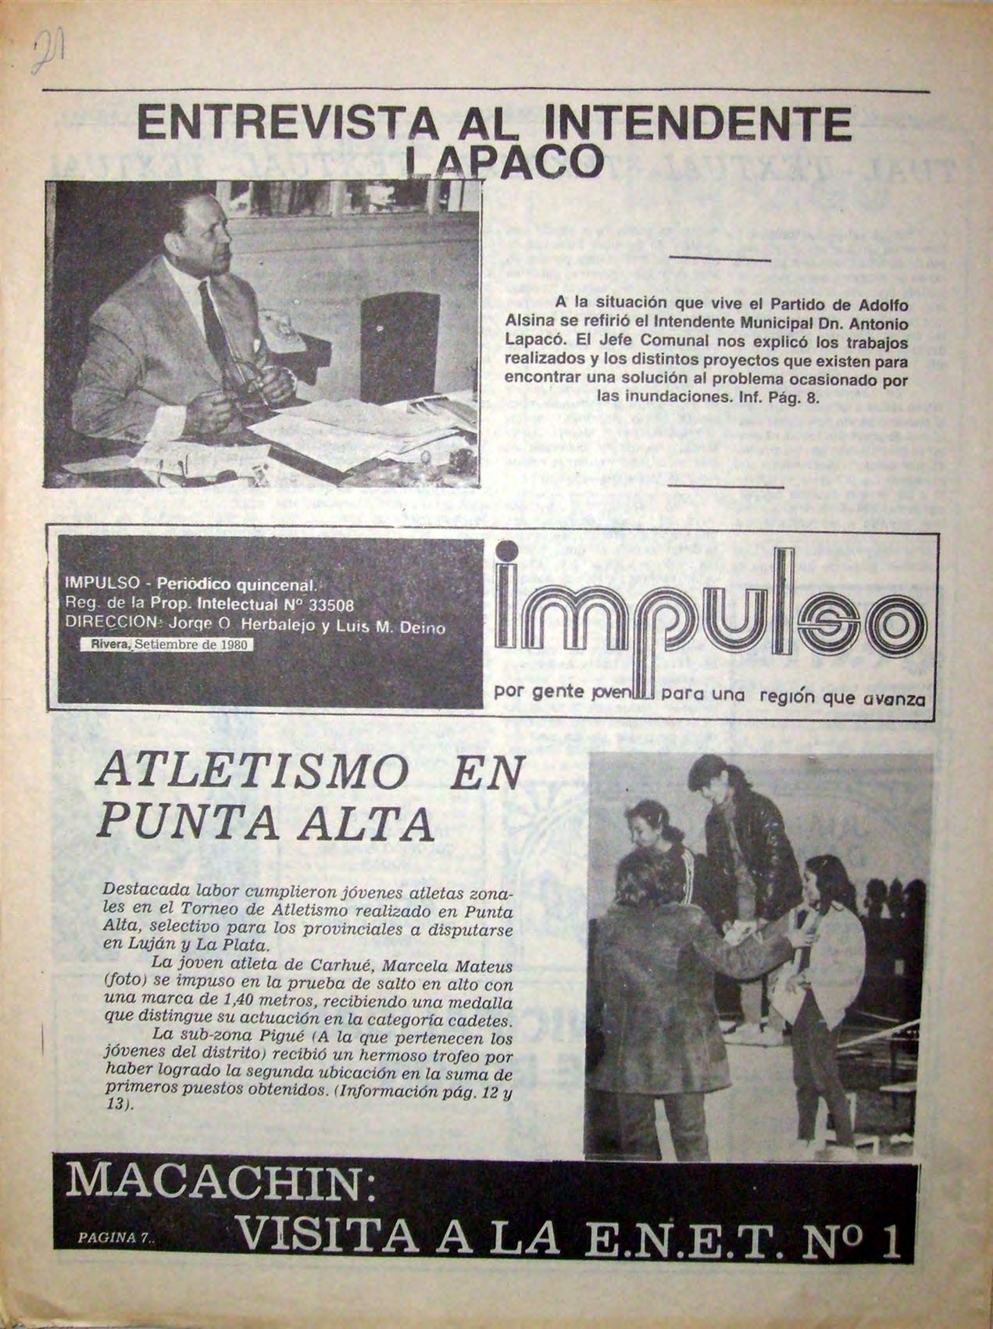 21
ENTREVISTA AL INTENDENTE
LAPACO
A la situación que vive el Partido de Adolfo
Alsina se refirió el Intendente Municipal Dn. Antonio
Lapacó. El Jefe Comunal nos explicó los trabajos
realizados y los distintos proyectos que existen para
encontrar una solución al problema ocasionado por
las inundaciones. Inf. Pág. 8.
IMPULSO - Periódico quincenal.
Reg. de la Prop. Intelectual Nº 33508
DIRECCION: Jorge O. Herbalejo y Luis M. Deino
Rivera, Setiembre de 1980
impulso
por gente joven para una región que avanza
ATLETISMO EN
PUNTA ALTA
Destacada labor cumplieron jóvenes atletas zona-
les en el Torneo de Atletismo realizado en Punta
Alta, selectivo para los provinciales a disputarse
en Luján y La Plata.
La joven atleta de Carhué, Marcela Mateus
(foto) se impuso en la prueba de salto en alto con
una marca de 1,40 metros, recibiendo una medalla
que distingue su actuación en la categoría cadetes.
La sub-zona Pigué (A la que pertenecen los
jóvenes del distrito) recibió un hermoso trofeo por
haber logrado la segunda ubicación en la suma de
primeros puestos obtenidos. (Información pág. 12 y
13).
MACACHIN:
VISITA A LA E.N.E.T. Nº 1
PAGINA 7..